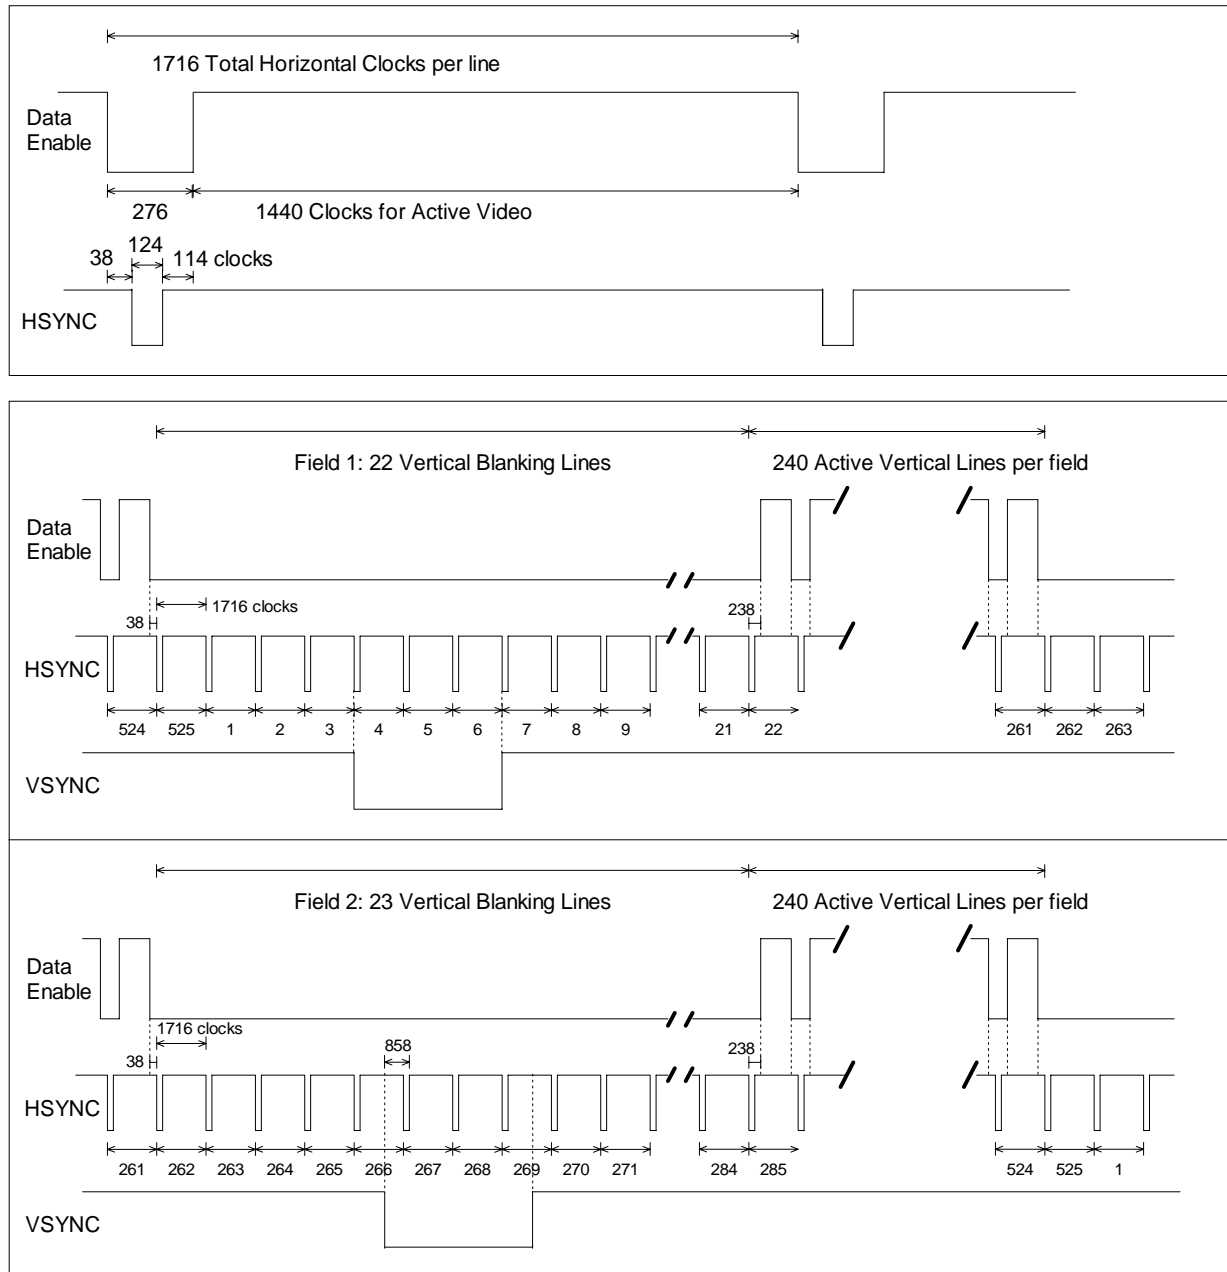 1716 Total Horizontal Clocks per line
Data
Enable
276
1440 Clocks for Active Video
124
38
114 clocks
HSYNC
Field 1: 22 Vertical Blanking Lines
240 Active Vertical Lines per field
Data
Enable
1716 clocks
38
238
HSYNC
524 525 1 2 3 4 5 6 7 8 9 21 22 261 262 263
VSYNC
Field 2: 23 Vertical Blanking Lines
240 Active Vertical Lines per field
Data
Enable
1716 clocks
38
858
238
HSYNC
261 262 263 264 265 266 267 268 269 270 271 284 285 524 525 1
VSYNC